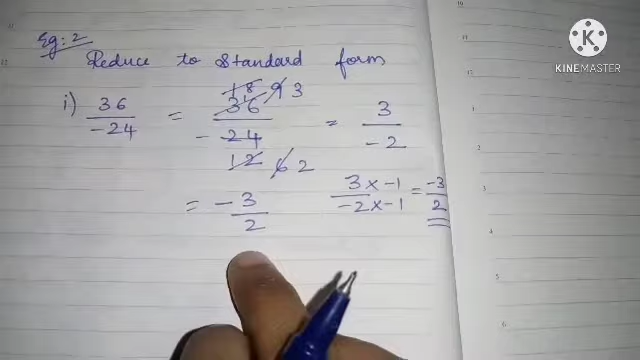 Eg:2
Reduce to standard form
i) 36/-24 = 36/-24 = 3/-2
18 9 3
12 6 2
= -3/2
3 x -1/-2 x -1 = -3/2
KINEMASTER